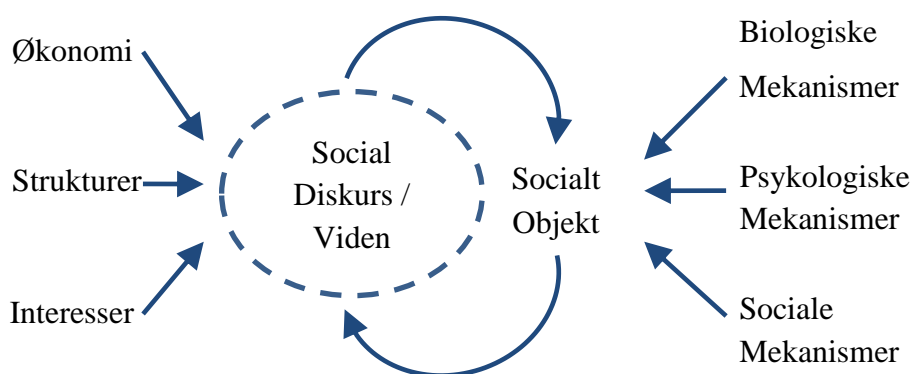 Økonomi
Strukturer
Interesser
Social
Diskurs /
Viden
Socialt
Objekt
Biologiske
Mekanismer
Psykologiske
Mekanismer
Sociale
Mekanismer